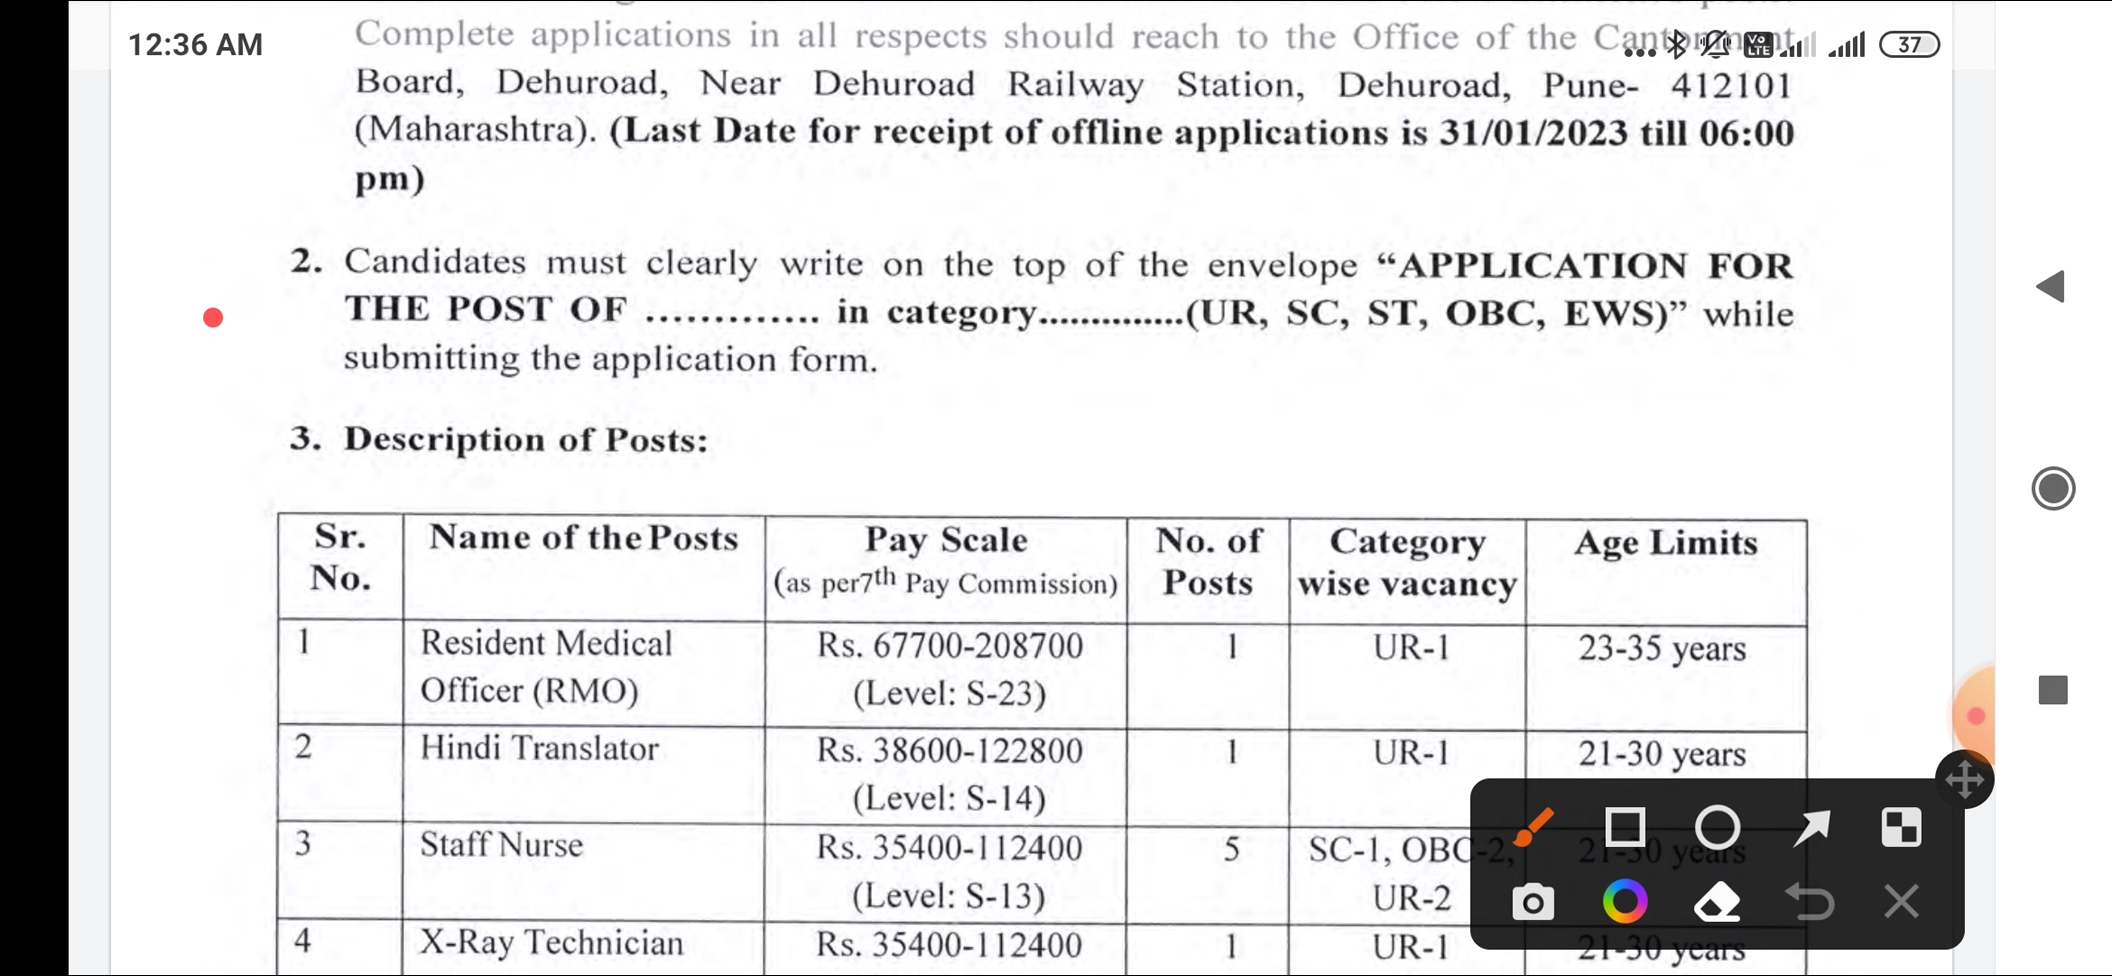 12:36 AM
37
Complete applications in all respects should reach to the Office of the
Board, Dehuroad, Near Dehuroad Railway Station, Dehuroad, Pune- 412101
(Maharashtra). (Last Date for receipt of offline applications is 31/01/2023 till 06:00
pm)
2. Candidates must clearly write on the top of the envelope “APPLICATION FOR
THE POST OF ............. in category..............(UR, SC, ST, OBC, EWS)” while
submitting the application form.
3. Description of Posts:
Sr. No. Name of the Posts Pay Scale (as per7th Pay Commission) No. of Posts Category wise vacancy Age Limits
1 Resident Medical Officer (RMO) Rs. 67700-208700 (Level: S-23) 1 UR-1 23-35 years
2 Hindi Translator Rs. 38600-122800 (Level: S-14) 1 UR-1 21-30 years
3 Staff Nurse Rs. 35400-112400 (Level: S-13) 5 SC-1, OBC-2, UR-2 21-30 years
4 X-Ray Technician Rs. 35400-112400 1 UR-1 21-30 years